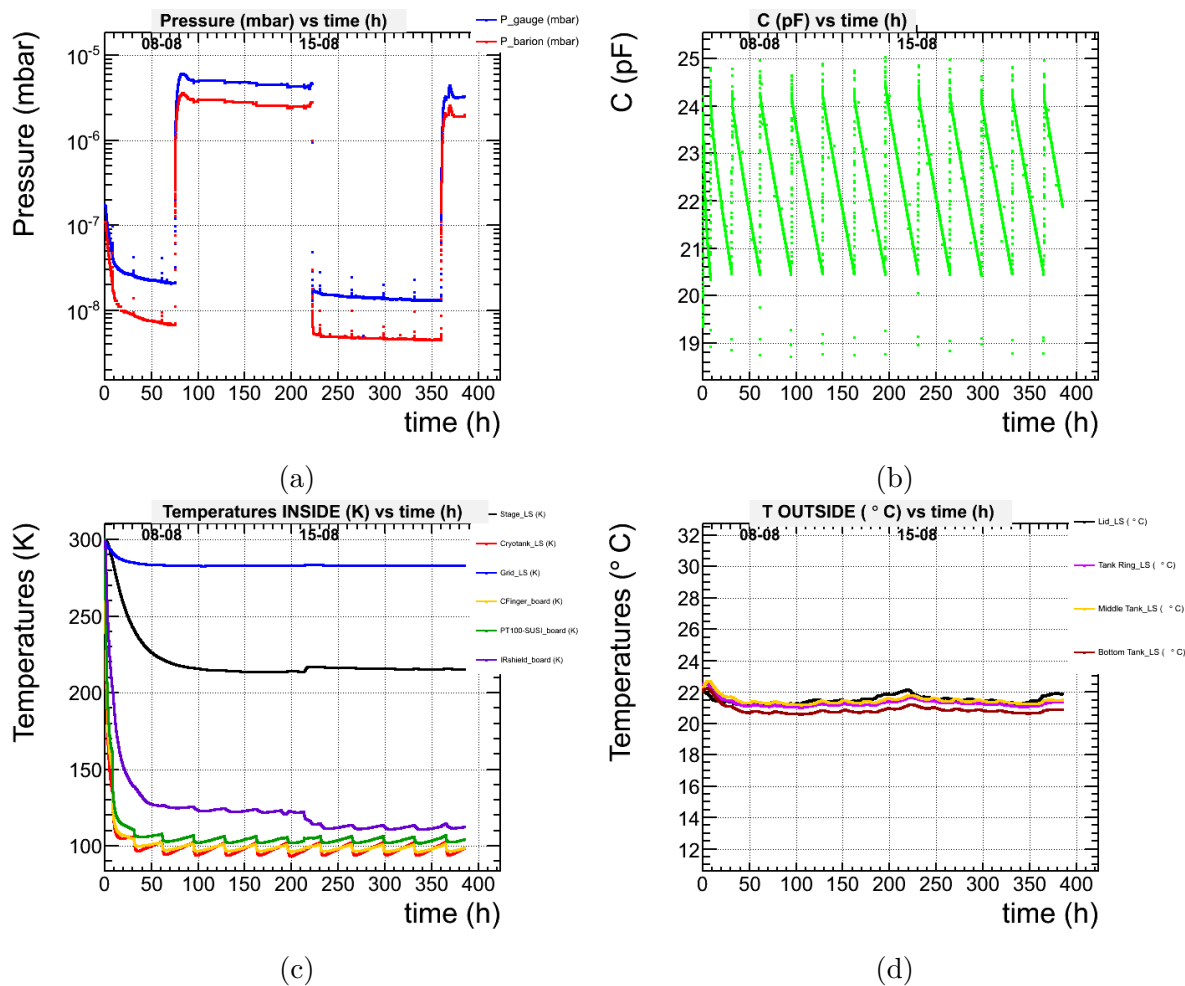 Pressure (mbar) vs time (h)
P_gauge (mbar)
P_barion (mbar)
08-08
15-08
Pressure (mbar)
10⁻⁵
10⁻⁶
10⁻⁷
10⁻⁸
0 50 100 150 200 250 300 350 400
time (h)
(a)
C (pF) vs time (h)
08-08
15-08
C (pF)
25
24
23
22
21
20
19
0 50 100 150 200 250 300 350 400
time (h)
(b)
Temperatures INSIDE (K) vs time (h)
08-08
15-08
Stage_LS (K)
Cryotank_LS (K)
Grid_LS (K)
CFinger_board (K)
PT100-SUSI_board (K)
IRshield_board (K)
Temperatures (K)
300
250
200
150
100
0 50 100 150 200 250 300 350 400
time (h)
(c)
T OUTSIDE ( ° C) vs time (h)
08-08
15-08
Lid_LS ( ° C)
Tank Ring_LS ( ° C)
Middle Tank_LS ( ° C)
Bottom Tank_LS ( ° C)
Temperatures (° C)
32
30
28
26
24
22
20
18
16
14
12
0 50 100 150 200 250 300 350 400
time (h)
(d)